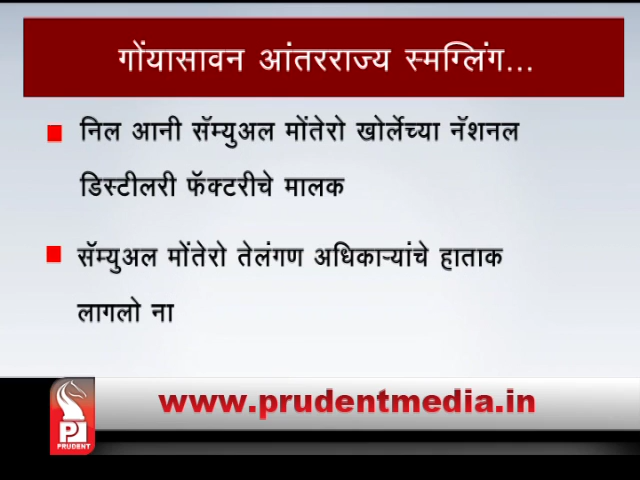 गोंयासावन आंतरराज्य स्मग्लिंग...
निल आनी सॅम्युअल मोंतेरो खोर्लेच्या नॅशनल
डिस्टीलरी फॅक्टरीचे मालक
सॅम्युअल मोंतेरो तेलंगण अधिकाऱ्यांचे हाताक
लागलो ना
www.prudentmedia.in
PRUDENT